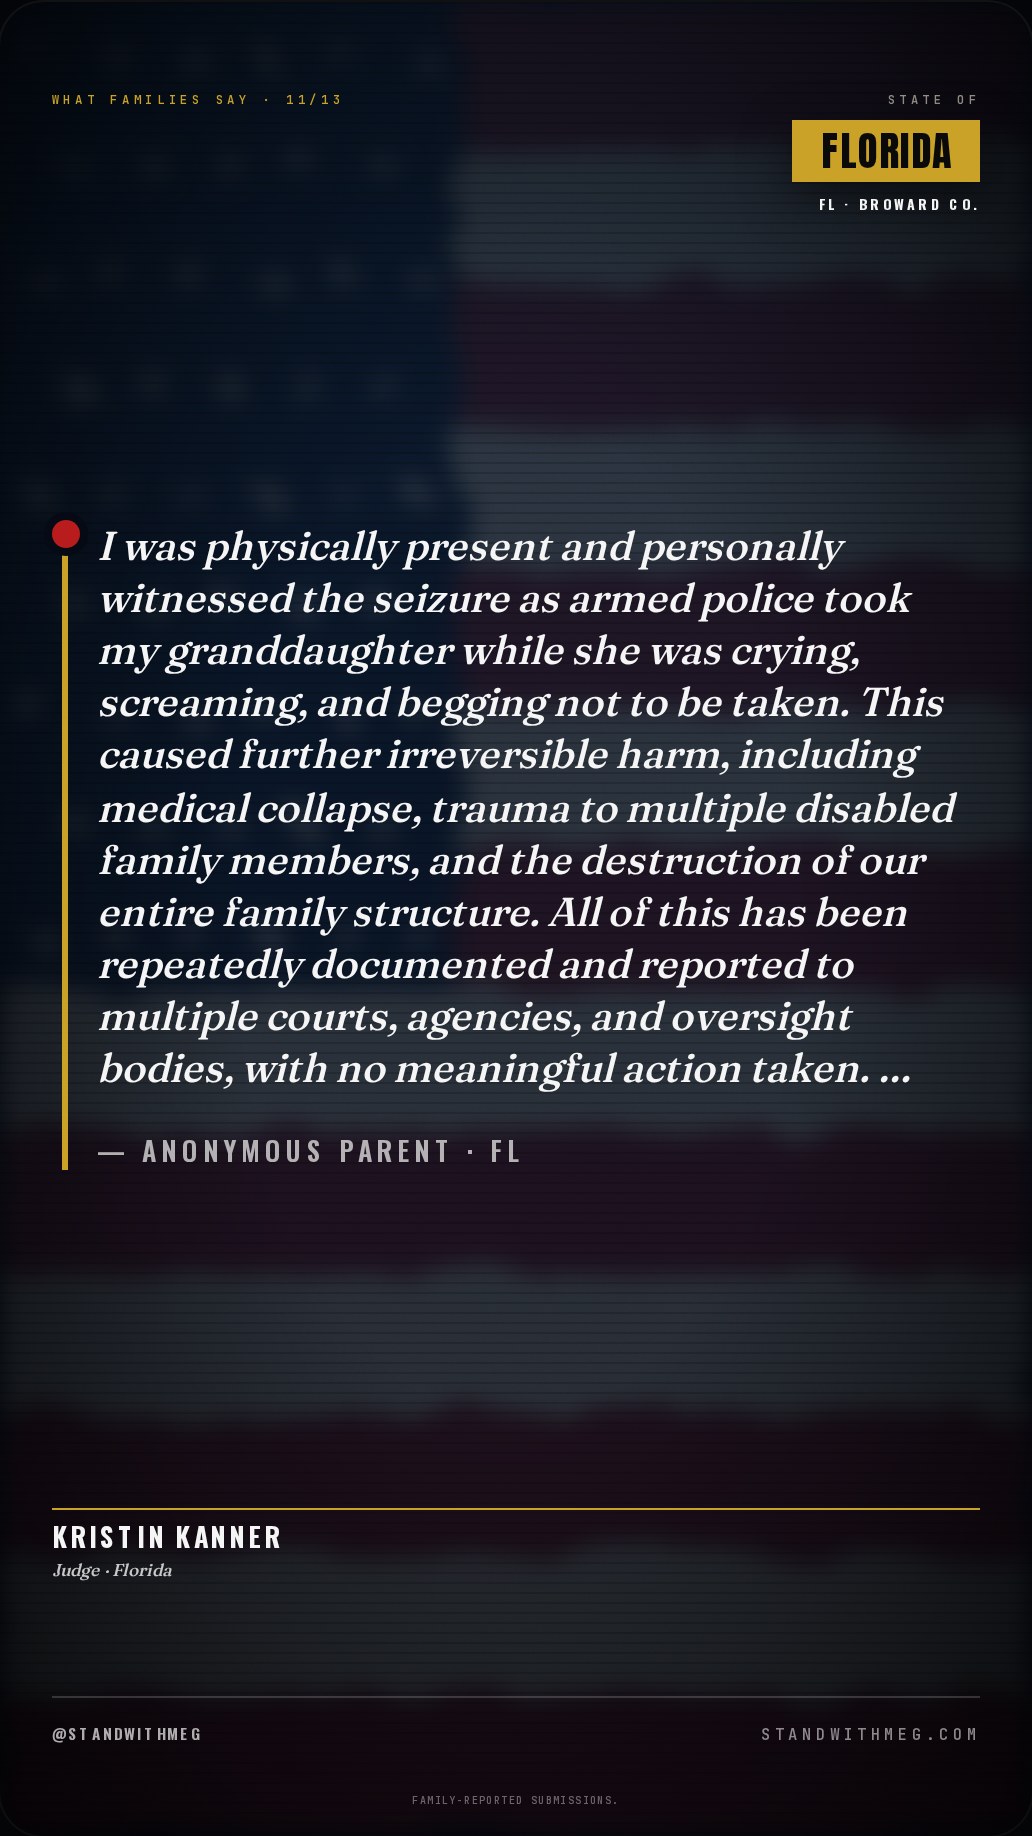 WHAT FAMILIES SAY · 11/13
STATE OF
FLORIDA
FL · BROWARD CO.
I was physically present and personally
witnessed the seizure as armed police took
my granddaughter while she was crying,
screaming, and begging not to be taken. This
caused further irreversible harm, including
medical collapse, trauma to multiple disabled
family members, and the destruction of our
entire family structure. All of this has been
repeatedly documented and reported to
multiple courts, agencies, and oversight
bodies, with no meaningful action taken. ...
— ANONYMOUS PARENT · FL
KRISTIN KANNER
Judge · Florida
@STANDWITHMEG
STANDWITHMEG.COM
FAMILY-REPORTED SUBMISSIONS.